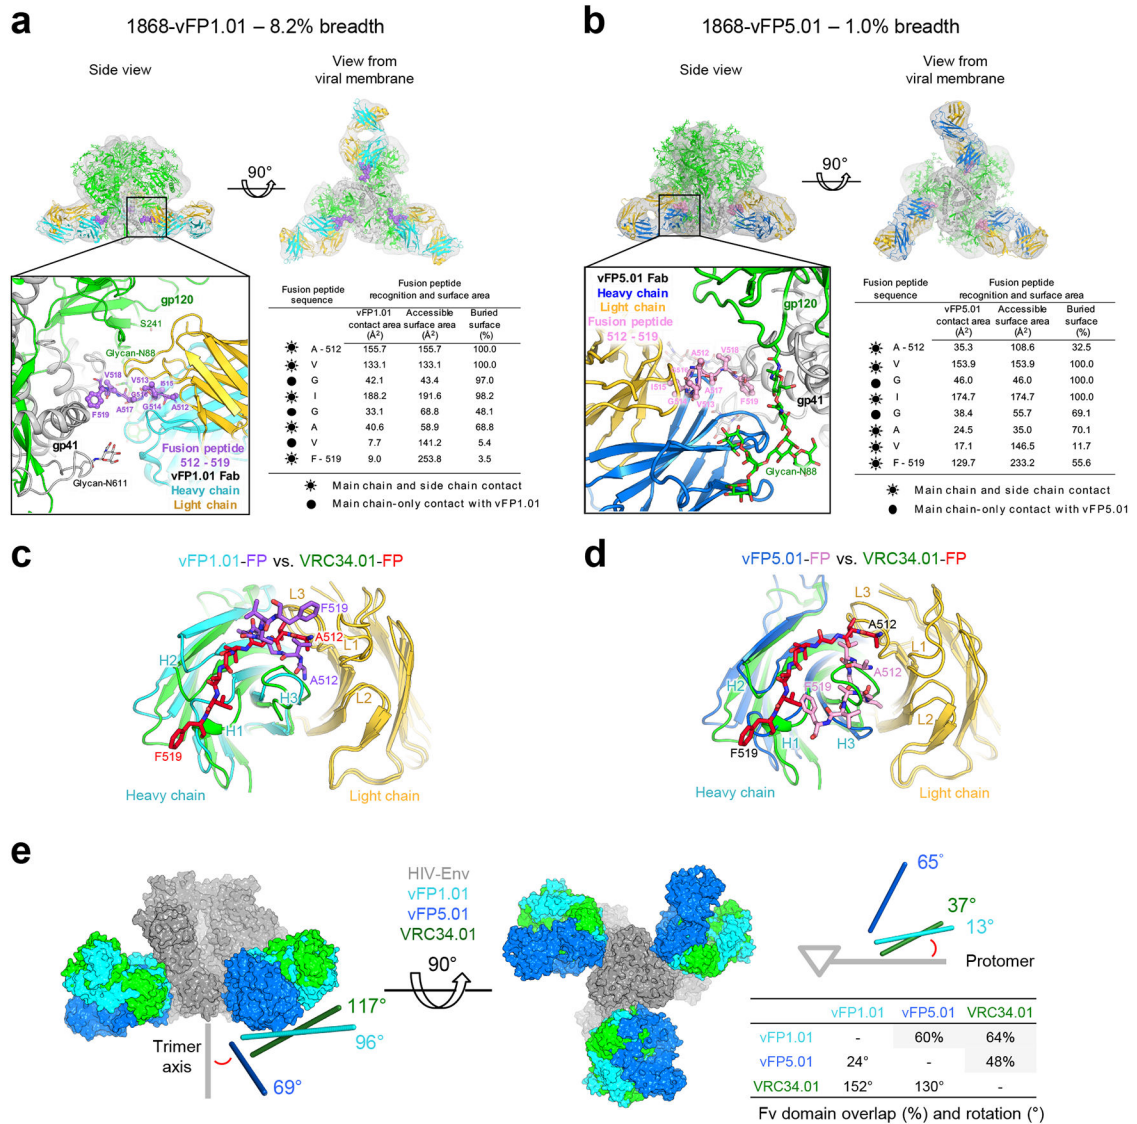 a
1868-vFP1.01 – 8.2% breadth
Side view
View from
viral membrane
90°
gp120
S241
Glycan-N88
V518
V513
I515
G516
F519
A517
G514
A512
gp41
Fusion peptide
512 - 519
vFP1.01 Fab
Heavy chain
Light chain
Glycan-N611
Fusion peptide
sequence
Fusion peptide
recognition and surface area
vFP1.01
contact area
(Å²)
Accessible
surface area
(Å²)
Buried
surface
(%)
A - 512 155.7 155.7 100.0
V 133.1 133.1 100.0
G 42.1 43.4 97.0
I 188.2 191.6 98.2
G 33.1 68.8 48.1
A 40.6 58.9 68.8
V 7.7 141.2 5.4
F - 519 9.0 253.8 3.5
Main chain and side chain contact
Main chain-only contact with vFP1.01
b
1868-vFP5.01 – 1.0% breadth
Side view
View from
viral membrane
90°
vFP5.01 Fab
Heavy chain
Light chain
Fusion peptide
512 - 519
gp120
A512
V518
I515
A517
V513
F519
gp41
Glycan-N88
Fusion peptide
sequence
Fusion peptide
recognition and surface area
vFP5.01
contact area
(Å²)
Accessible
surface area
(Å²)
Buried
surface
(%)
A - 512 35.3 108.6 32.5
V 153.9 153.9 100.0
G 46.0 46.0 100.0
I 174.7 174.7 100.0
G 38.4 55.7 69.1
A 24.5 35.0 70.1
V 17.1 146.5 11.7
F - 519 129.7 233.2 55.6
Main chain and side chain contact
Main chain-only contact with vFP5.01
c
vFP1.01-FP vs. VRC34.01-FP
L3
F519
A512
L1
H2
A512
H3
L2
H1
F519
Heavy chain
Light chain
d
vFP5.01-FP vs. VRC34.01-FP
L3
A512
L1
A512
H2
F519
L2
F519
H1
H3
Heavy chain
Light chain
e
HIV-Env
vFP1.01
vFP5.01
VRC34.01
90°
Trimer
axis
117°
96°
69°
65°
37°
13°
Protomer
vFP1.01 vFP5.01 VRC34.01
vFP1.01 - 60% 64%
vFP5.01 24° - 48%
VRC34.01 152° 130° -
Fv domain overlap (%) and rotation (°)